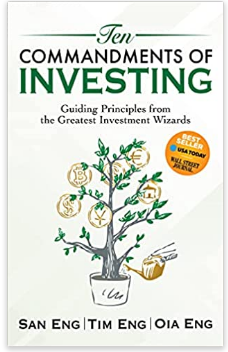 Ten
COMMANDMENTS OF
INVESTING
Guiding Principles from
the Greatest Investment Wizards
BEST
SELLER
USA TODAY
WALL STREET
JOURNAL
SAN ENG | TIM ENG | OIA ENG